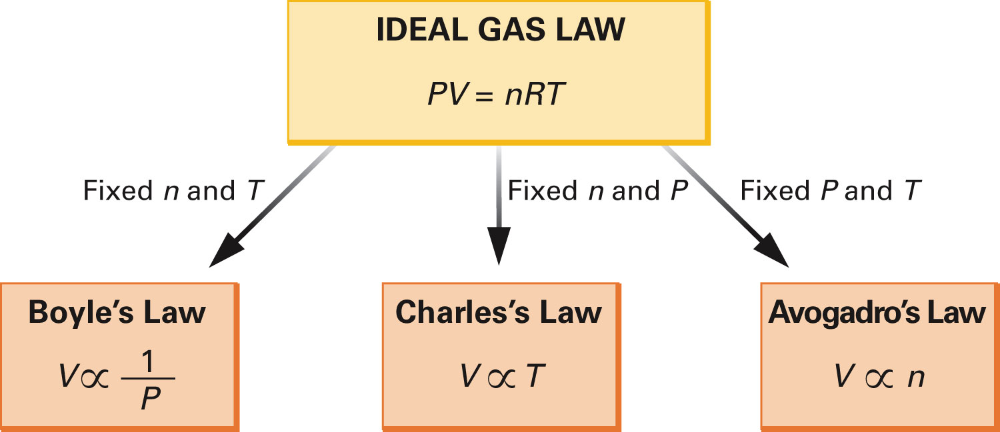 IDEAL GAS LAW
PV = nRT
Fixed n and T
Fixed n and P
Fixed P and T
Boyle’s Law
V ∝ 1/P
Charles’s Law
V ∝ T
Avogadro’s Law
V ∝ n